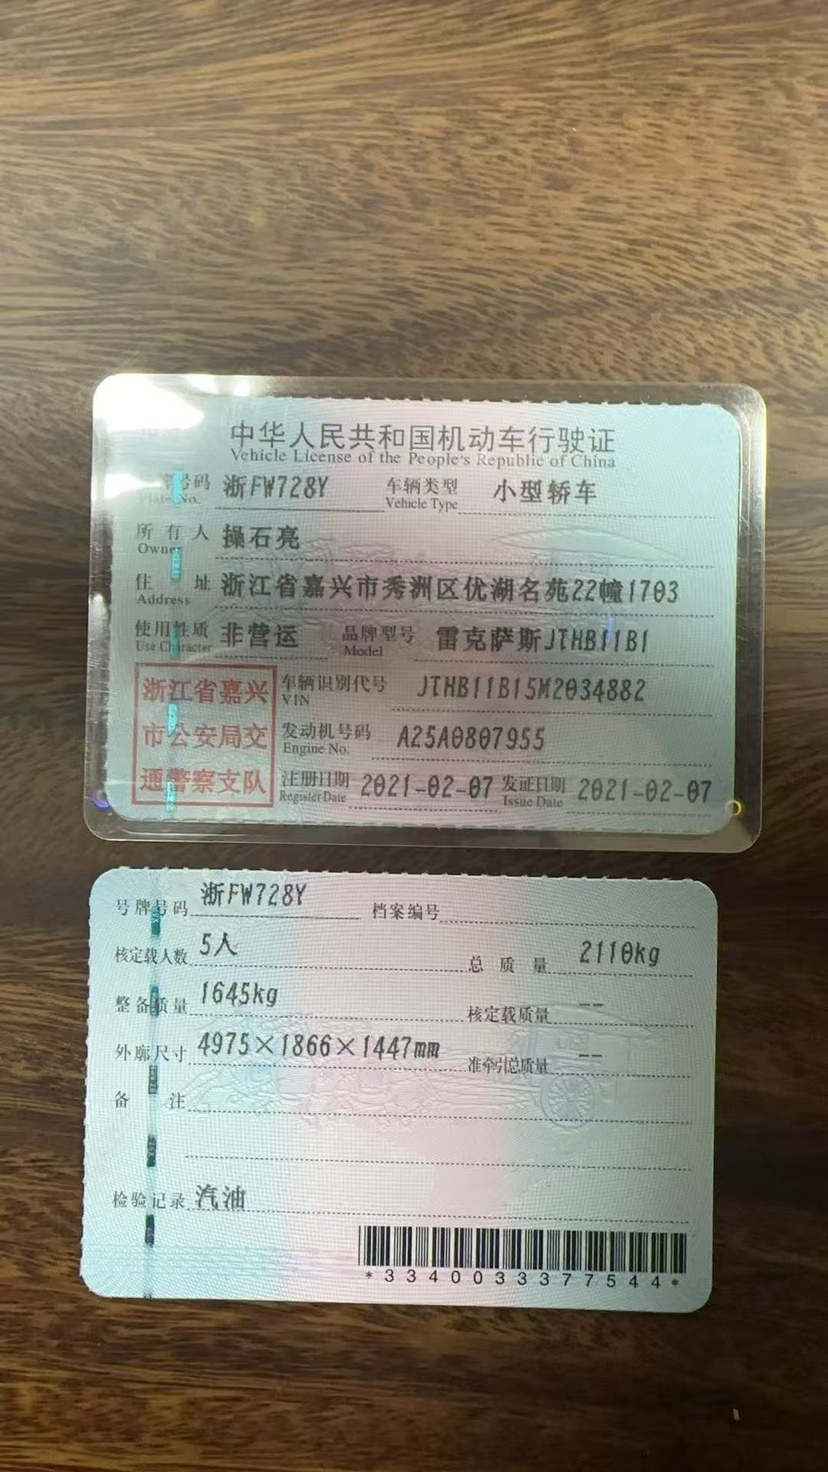 中华人民共和国机动车行驶证
Vehicle License of the People's Republic of China
号码 浙FW728Y 车辆类型 小型轿车
Plate No. Vehicle Type
所有人 操石亮
Owner
住址 浙江省嘉兴市秀洲区优湖名苑22幢1703
Address
使用性质 非营运 品牌型号 雷克萨斯JTHB11B1
Use Character Model
浙江省嘉兴市公安局交通警察支队
车辆识别代号 JTHB11B15M2034882
VIN
发动机号码 A25A0807955
Engine No.
注册日期 2021-02-07 发证日期 2021-02-07
Register Date Issue Date
号牌号码 浙FW728Y 档案编号
核定载人数 5人 总质量 2110kg
整备质量 1645kg 核定载质量 --
外廓尺寸 4975×1866×1447mm 准牵引总质量 --
备注
检验记录 汽油
*3340033377544*